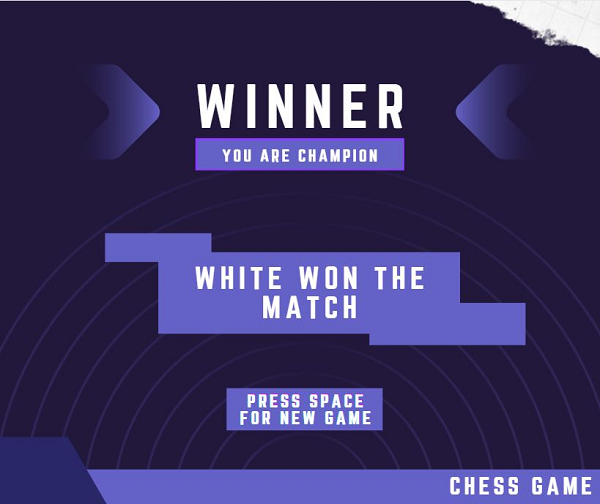 WINNER
YOU ARE CHAMPION
WHITE WON THE
MATCH
PRESS SPACE
FOR NEW GAME
CHESS GAME